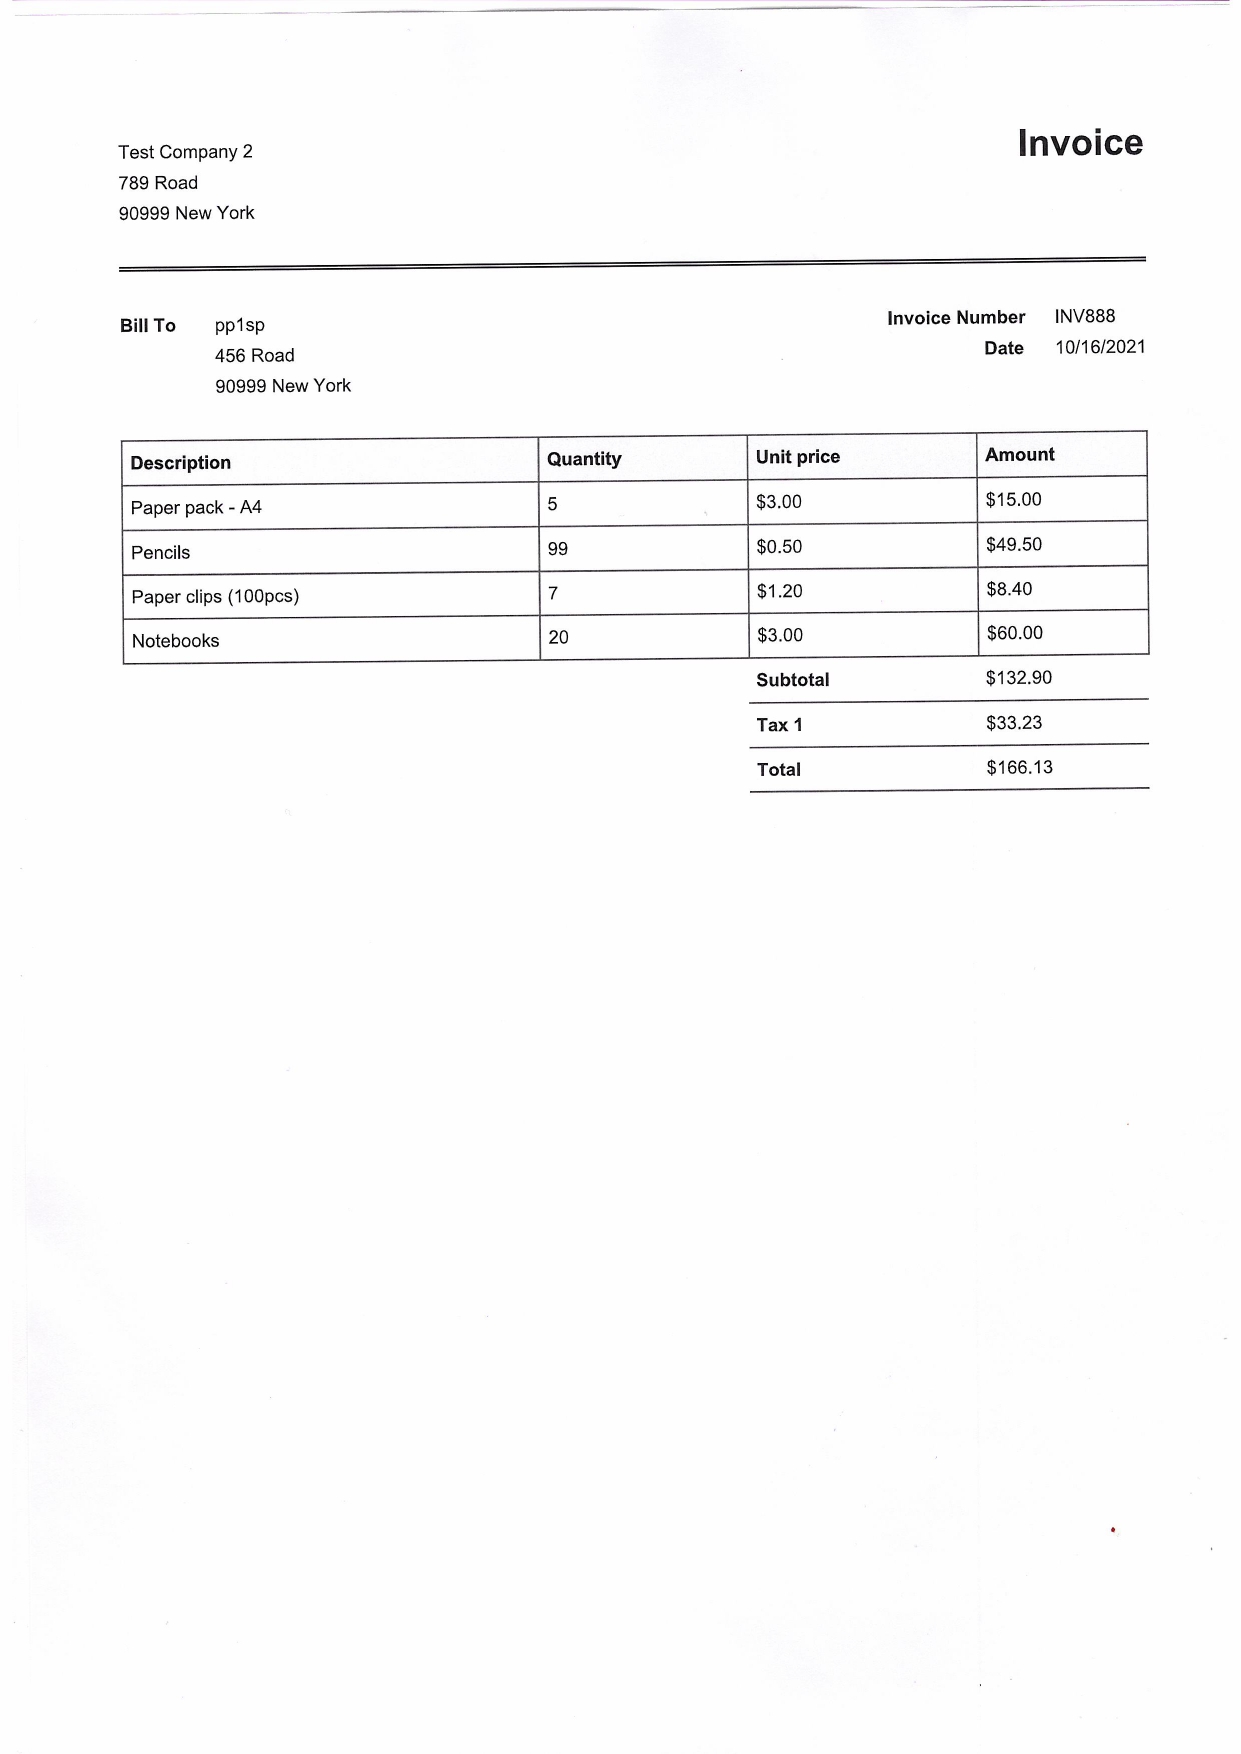 Invoice
Test Company 2
789 Road
90999 New York
Bill To pp1sp
456 Road
90999 New York
Invoice Number INV888
Date 10/16/2021
Description Quantity Unit price Amount
Paper pack - A4 5 $3.00 $15.00
Pencils 99 $0.50 $49.50
Paper clips (100pcs) 7 $1.20 $8.40
Notebooks 20 $3.00 $60.00
Subtotal $132.90
Tax 1 $33.23
Total $166.13